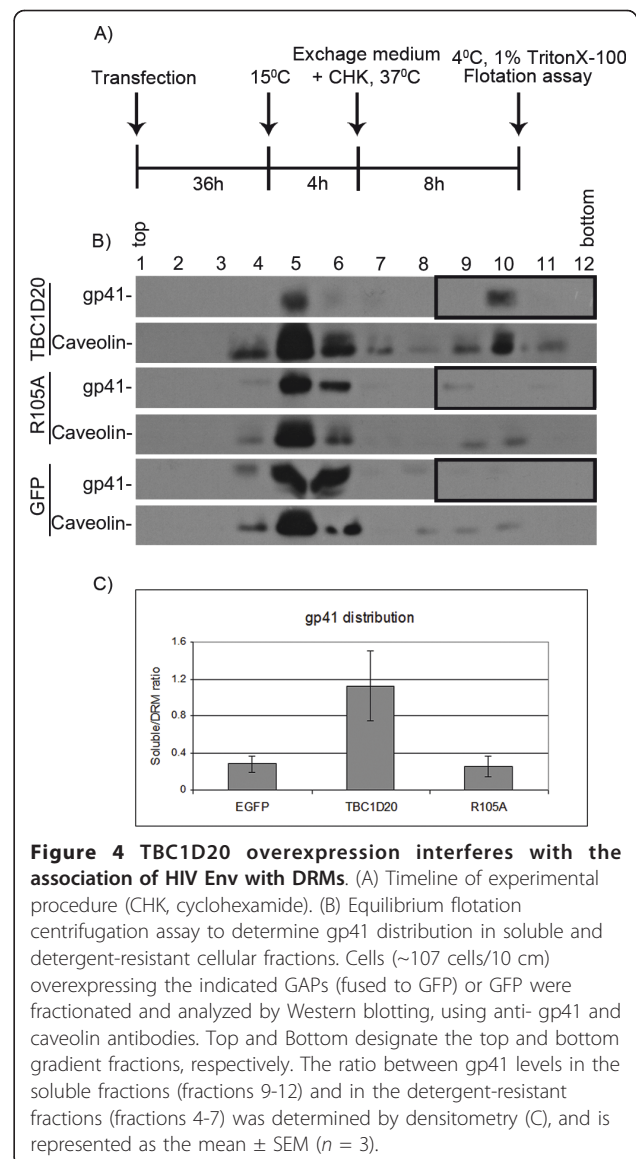 A)
Exchage medium 4⁰C, 1% TritonX-100
Transfection 15⁰C + CHK, 37⁰C Flotation assay
36h 4h 8h
B) top bottom
1 2 3 4 5 6 7 8 9 10 11 12
TBC1D20
gp41-
Caveolin-
R105A
gp41-
Caveolin-
GFP
gp41-
Caveolin-
C)
gp41 distribution
Soluble/DRM ratio
1.6
1.2
0.8
0.4
0
EGFP TBC1D20 R105A
Figure 4 TBC1D20 overexpression interferes with the
association of HIV Env with DRMs. (A) Timeline of experimental
procedure (CHK, cyclohexamide). (B) Equilibrium flotation
centrifugation assay to determine gp41 distribution in soluble and
detergent-resistant cellular fractions. Cells (~107 cells/10 cm)
overexpressing the indicated GAPs (fused to GFP) or GFP were
fractionated and analyzed by Western blotting, using anti- gp41 and
caveolin antibodies. Top and Bottom designate the top and bottom
gradient fractions, respectively. The ratio between gp41 levels in the
soluble fractions (fractions 9-12) and in the detergent-resistant
fractions (fractions 4-7) was determined by densitometry (C), and is
represented as the mean ± SEM (n = 3).